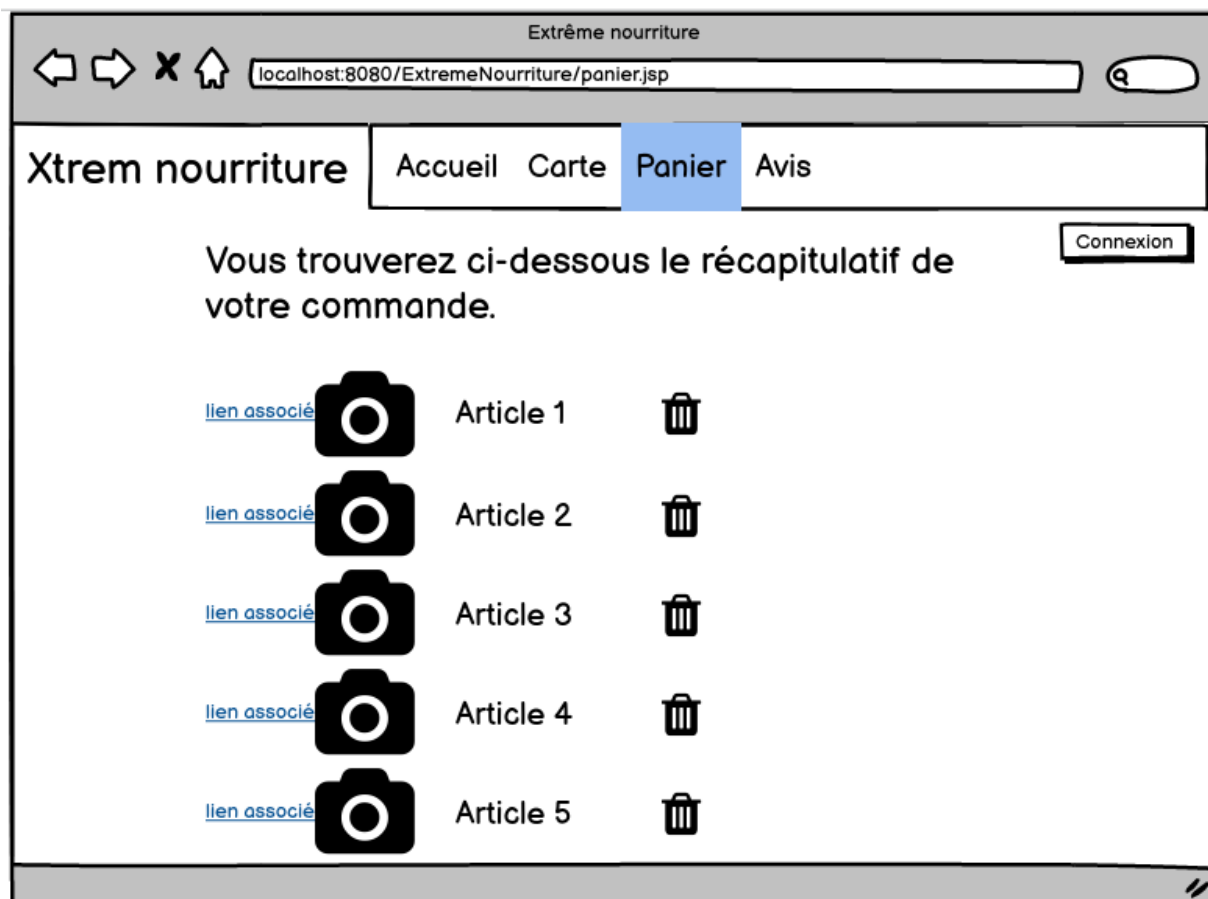 Extrême nourriture
localhost:8080/ExtremeNourriture/panier.jsp
Xtrem nourriture
Accueil Carte Panier Avis
Connexion
Vous trouverez ci-dessous le récapitulatif de
votre commande.
lien associé Article 1
lien associé Article 2
lien associé Article 3
lien associé Article 4
lien associé Article 5